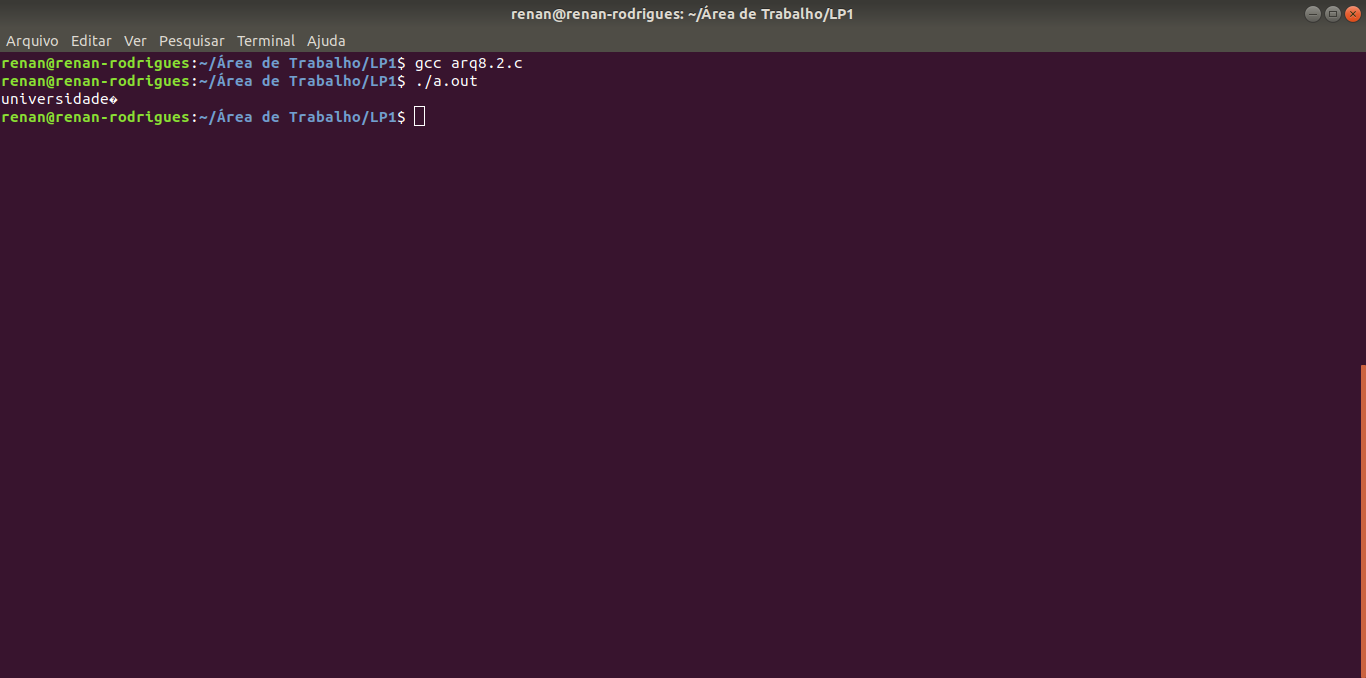 renan@renan-rodrigues: ~/Área de Trabalho/LP1
Arquivo Editar Ver Pesquisar Terminal Ajuda
renan@renan-rodrigues:~/Área de Trabalho/LP1$ gcc arq8.2.c
renan@renan-rodrigues:~/Área de Trabalho/LP1$ ./a.out
universidade�
renan@renan-rodrigues:~/Área de Trabalho/LP1$